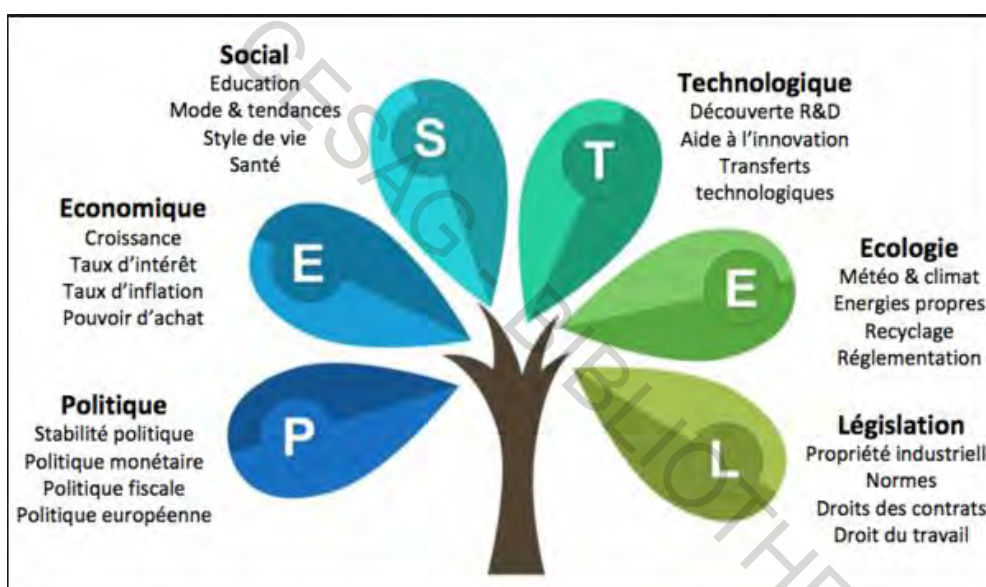 Social
Education
Mode & tendances
Style de vie
Santé
S
Technologique
Découverte R&D
Aide à l'innovation
Transferts
technologiques
T
Economique
Croissance
Taux d'intérêt
Taux d'inflation
Pouvoir d'achat
E
Ecologie
Météo & climat
Energies propres
Recyclage
Réglementation
E
Politique
Stabilité politique
Politique monétaire
Politique fiscale
Politique européenne
P
Législation
Propriété industriell
Normes
Droits des contrats
Droit du travail
L
CESAG - BIBLIOTHE